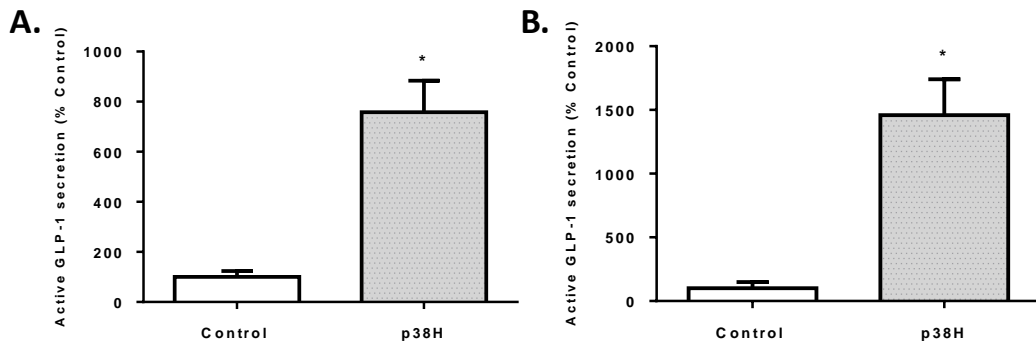 A.
Active GLP-1 secretion (% Control)
1000
800
600
400
200
0
*
Control
p38H
B.
Active GLP-1 secretion (% Control)
2000
1500
1000
500
0
*
Control
p38H